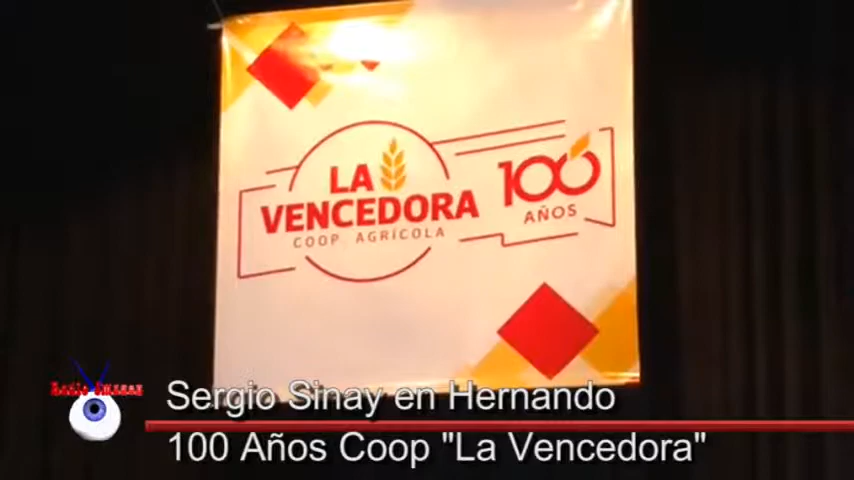 LA
VENCEDORA
COOP. AGRÍCOLA
100
AÑOS
Sergio Sinay en Hernando
100 Años Coop "La Vencedora"